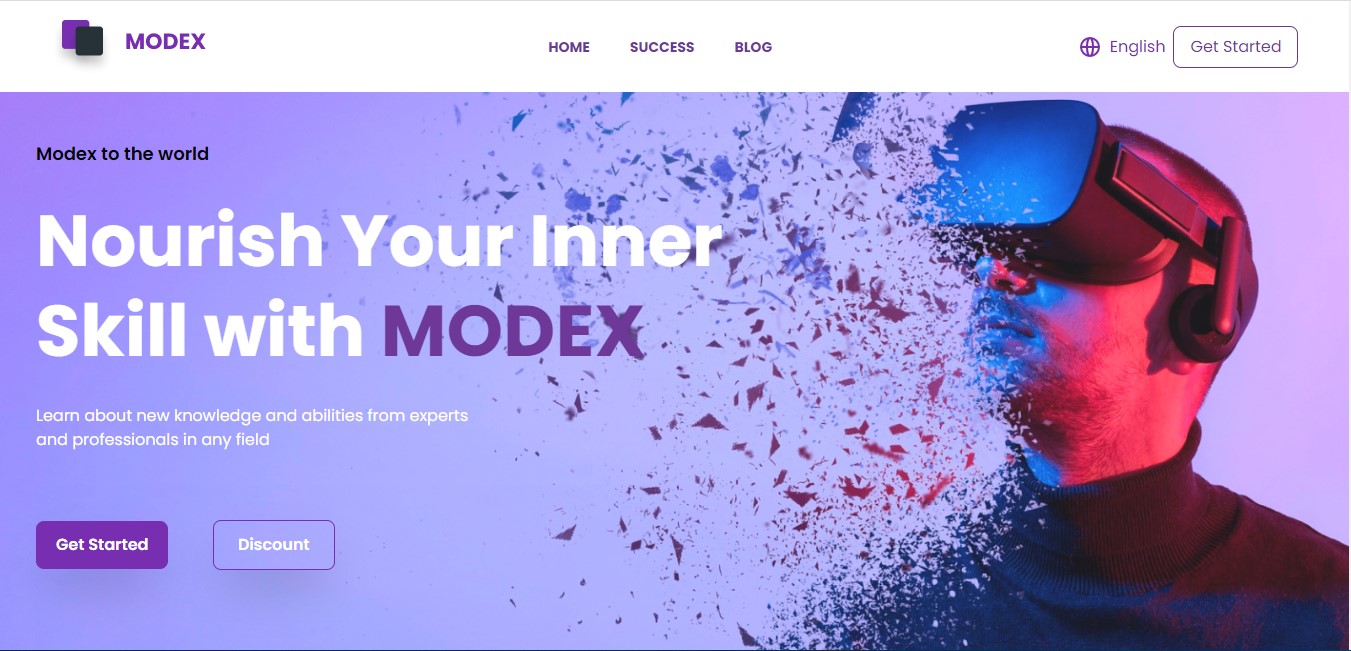 MODEX
HOME
SUCCESS
BLOG
English
Get Started
Modex to the world
Nourish Your Inner
Skill with MODEX
Learn about new knowledge and abilities from experts
and professionals in any field
Get Started
Discount